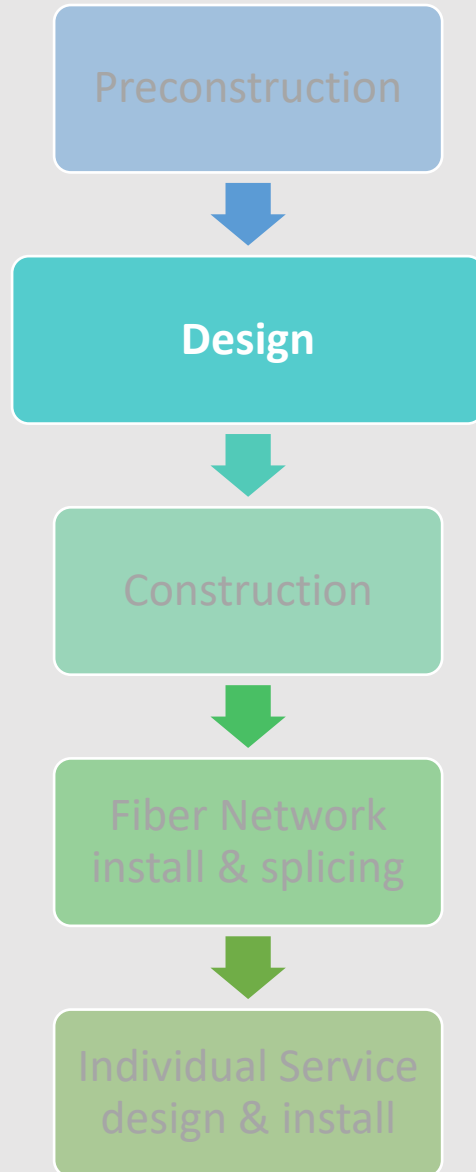 Preconstruction
Design
Construction
Fiber Network
install & splicing
Individual Service
design & install